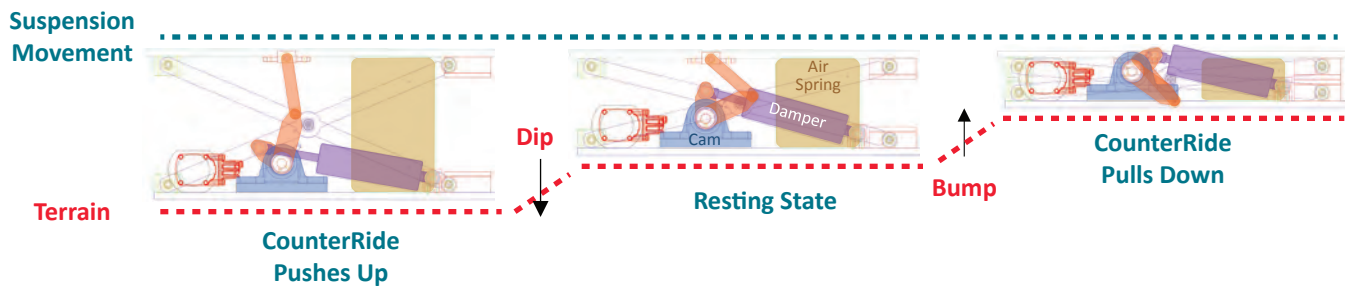 Suspension
Movement
Air
Spring
Damper
Cam
Dip
Bump
Terrain
CounterRide
Pushes Up
Resting State
CounterRide
Pulls Down